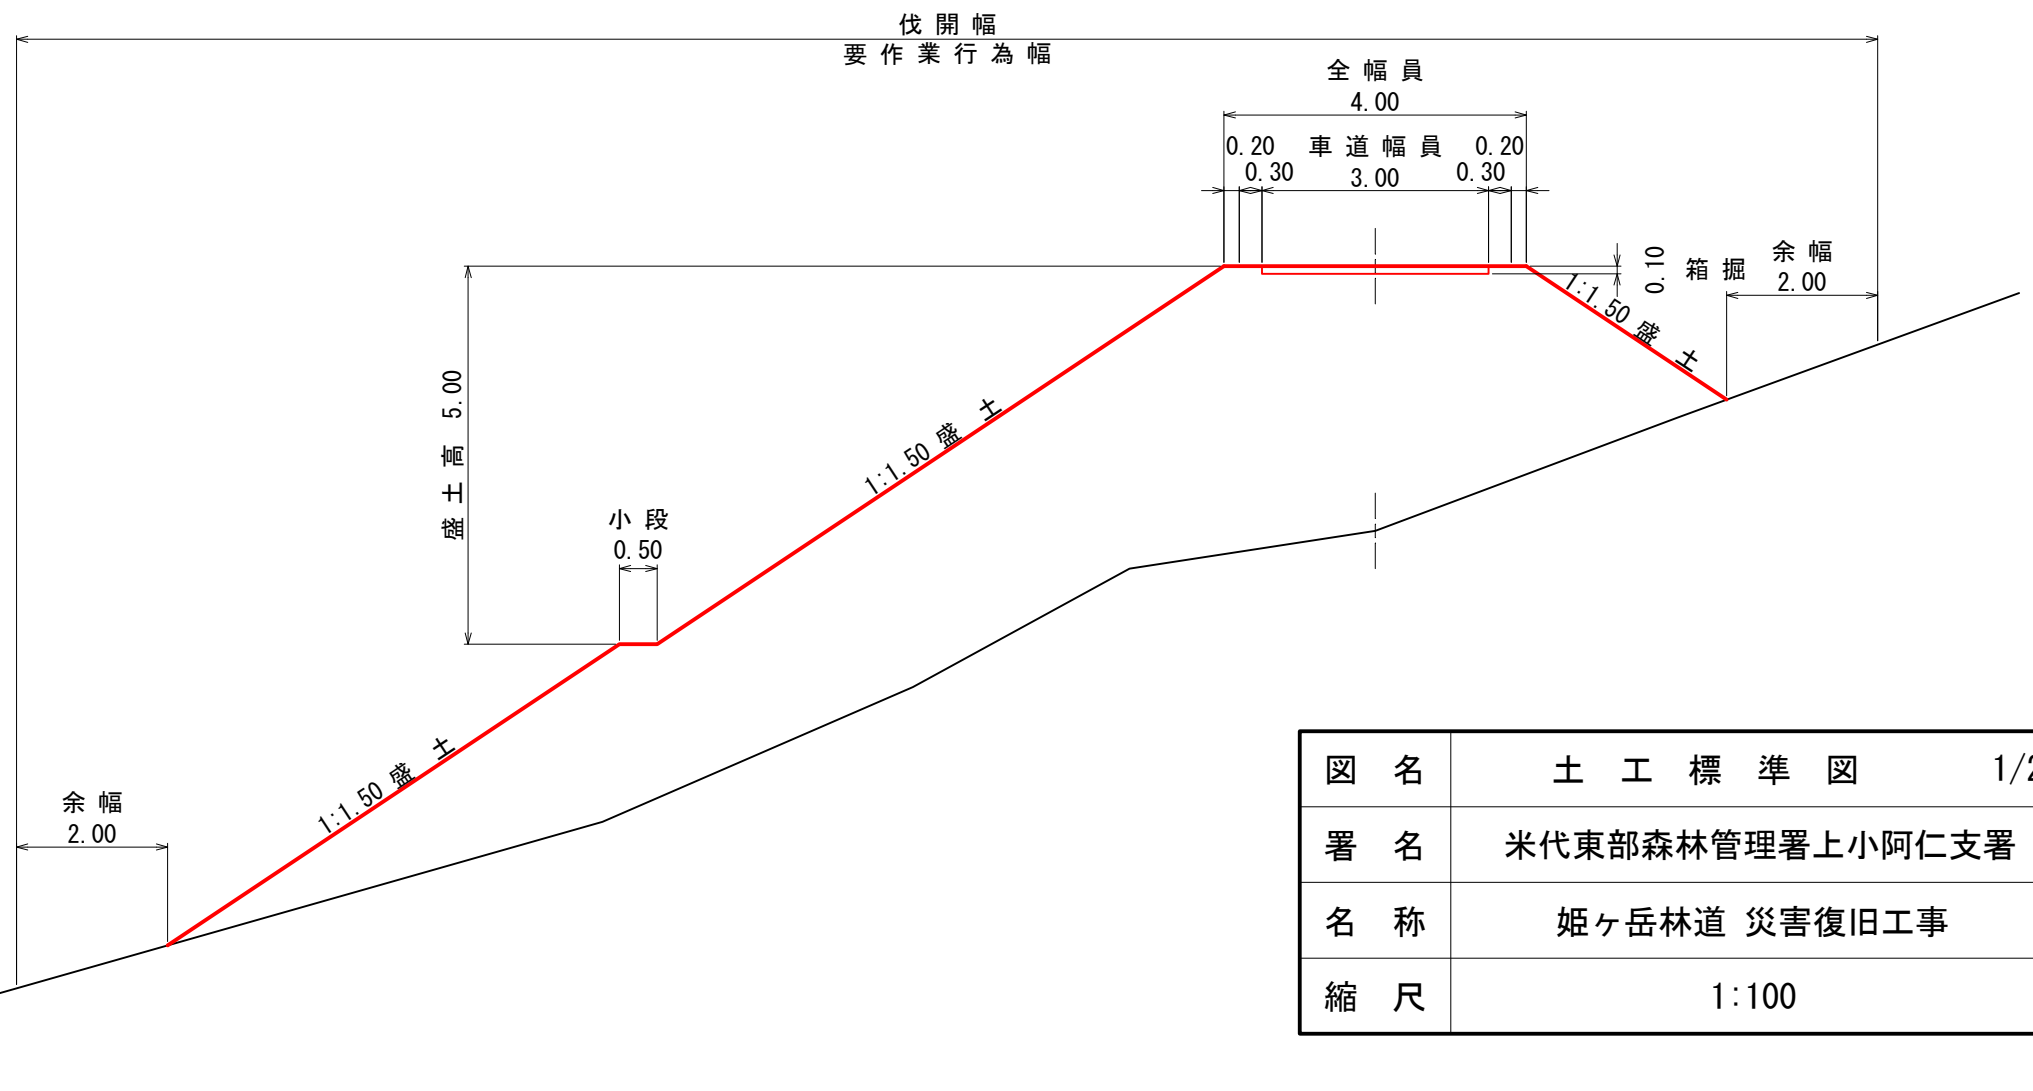 伐開幅
要作業行為幅
全幅員
4.00
0.20 車道幅員 0.20
0.30 3.00 0.30
0.10 箱掘
余幅
2.00
1:1.50 盛土
盛土高 5.00
1:1.50 盛土
小段
0.50
1:1.50 盛土
余幅
2.00
図名 土工標準図 1/2
署名 米代東部森林管理署上小阿仁支署
名称 姫ヶ岳林道 災害復旧工事
縮尺 1:100